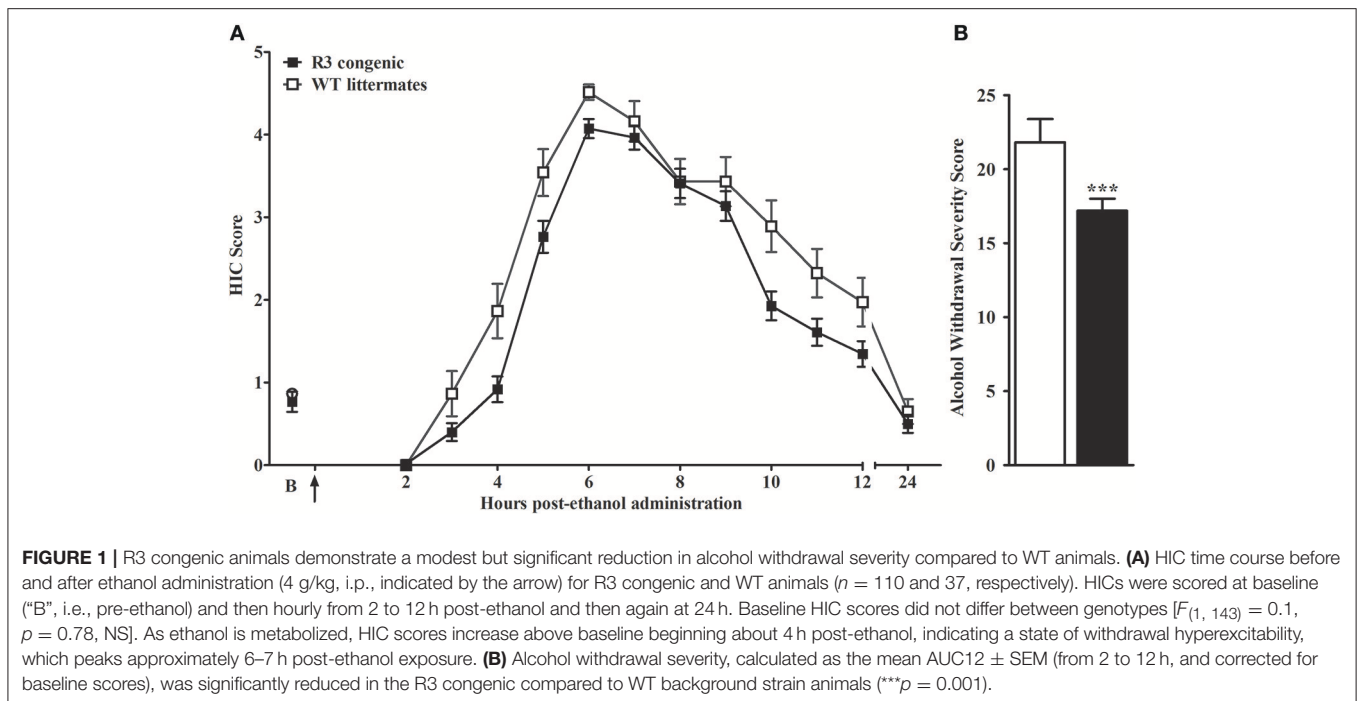 A
B
R3 congenic
WT littermates
HIC Score
5
4
3
2
1
0
B
2
4
6
8
10
12
24
Hours post-ethanol administration
Alcohol Withdrawal Severity Score
25
20
15
10
5
0
***
FIGURE 1 | R3 congenic animals demonstrate a modest but significant reduction in alcohol withdrawal severity compared to WT animals. (A) HIC time course before
and after ethanol administration (4 g/kg, i.p., indicated by the arrow) for R3 congenic and WT animals (n = 110 and 37, respectively). HICs were scored at baseline
("B", i.e., pre-ethanol) and then hourly from 2 to 12 h post-ethanol and then again at 24 h. Baseline HIC scores did not differ between genotypes [F(1, 143) = 0.1,
p = 0.78, NS]. As ethanol is metabolized, HIC scores increase above baseline beginning about 4 h post-ethanol, indicating a state of withdrawal hyperexcitability,
which peaks approximately 6–7 h post-ethanol exposure. (B) Alcohol withdrawal severity, calculated as the mean AUC12 ± SEM (from 2 to 12 h, and corrected for
baseline scores), was significantly reduced in the R3 congenic compared to WT background strain animals (***p = 0.001).